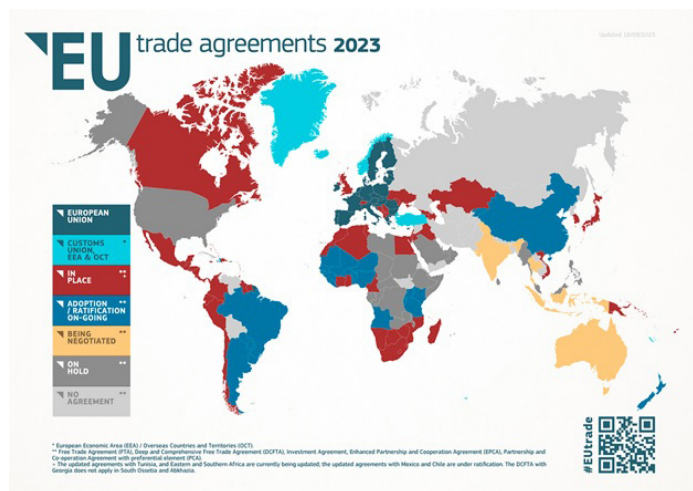 EU trade agreements 2023
Updated 18/09/2023
EUROPEAN
UNION
CUSTOMS *
UNION,
EEA & OCT
IN **
PLACE +
ADOPTION **
/ RATIFICATION
ON-GOING
BEING **
NEGOTIATED
ON **
HOLD
NO **
AGREEMENT
#EUtrade
* European Economic Area (EEA) / Overseas Countries and Territories (OCT).
** Free Trade Agreement (FTA), Deep and Comprehensive Free Trade Agreement (DCFTA), Investment Agreement, Enhanced Partnership and Cooperation Agreement (EPCA), Partnership and
Co-operation Agreement with preferential element (PCA).
+ The updated agreements with Tunisia, and Eastern and Southern Africa are currently being updated; the updated agreements with Mexico and Chile are under ratification. The DCFTA with
Georgia does not apply in South Ossetia and Abkhazia.